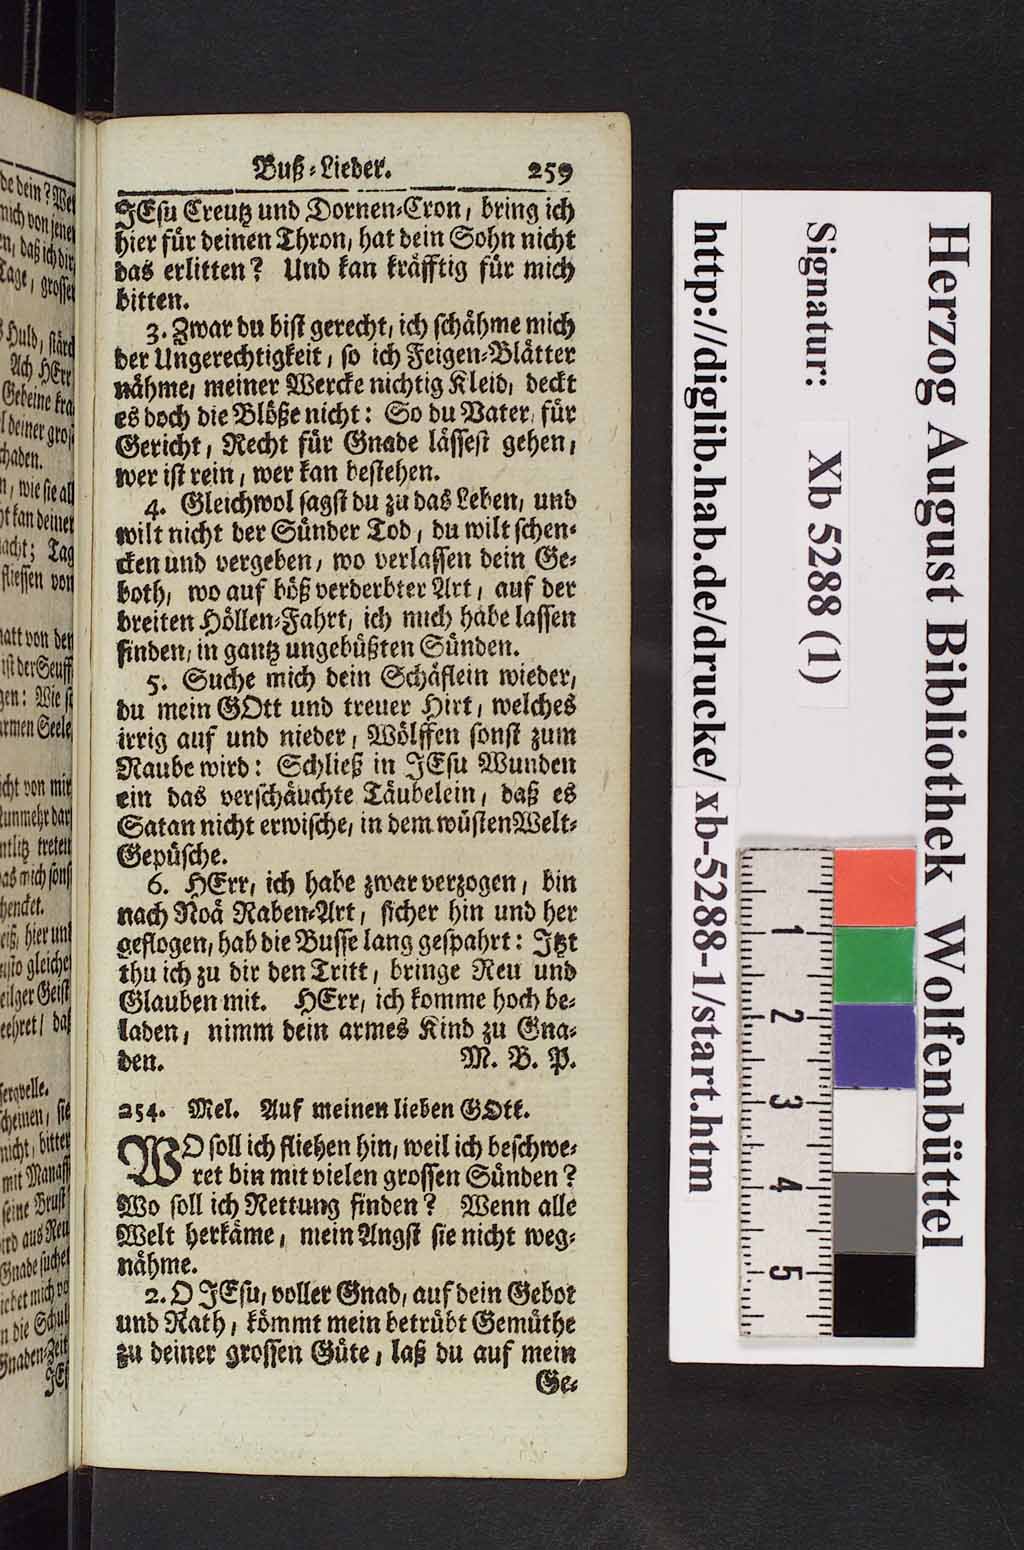 Buß-Lieder. 259
JEsu Creutz und Dornen-Cron, bring ich
hier für deinen Thron, hat dein Sohn nicht
das erlitten? Und kan kräfftig für mich
bitten.
3. Zwar du bist gerecht, ich schähme mich
der Ungerechtigkeit, so ich Feigen-Blätter
nähme, meiner Wercke nichtig Kleid, deckt
es doch die Blöße nicht: So du Vater, für
Gericht, Recht für Gnade lässest gehen,
wer ist rein, wer kan bestehen.
4. Gleichwol sagst du zu das Leben, und
wilt nicht der Sünder Tod, du wilt schen-
cken und vergeben, wo verlassen dein Ge-
both, wo auf böß verderbter Art, auf der
breiten Höllen-Fahrt, ich mich habe lassen
finden, in gantz ungebüßten Sünden.
5. Suche mich dein Schäflein wieder,
du mein GOtt und treuer Hirt, welches
irrig auf und nieder, Wölffen sonst zum
Raube wird: Schließ in JEsu Wunden
ein das verschäuchte Täubelein, daß es
Satan nicht erwische, in dem wüsten Welt-
Gepüsche.
6. HErr, ich habe zwar verzogen, bin
nach Noä Raben-Art, sicher hin und her
geflogen, hab die Busse lang gespahrt: Itzt
thu ich zu dir den Tritt, bringe Reu und
Glauben mit. HErr, ich komme hoch be-
laden, nimm dein armes Kind zu Gna-
den. M. B. P.
254. Mel. Auf meinen lieben GOtt.
WO soll ich fliehen hin, weil ich beschwe-
ret bin mit vielen grossen Sünden?
Wo soll ich Rettung finden? Wenn alle
Welt herkäme, mein Angst sie nicht weg-
nähme.
2. O JEsu, voller Gnad, auf dein Gebot
und Rath, kömmt mein betrübt Gemüthe
zu deiner grossen Güte, laß du auf mein
Ge-
Herzog August Bibliothek Wolfenbüttel
Signatur: Xb 5288 (1)
http://diglib.hab.de/drucke/xb-5288-1/start.htm
1
2
3
4
5